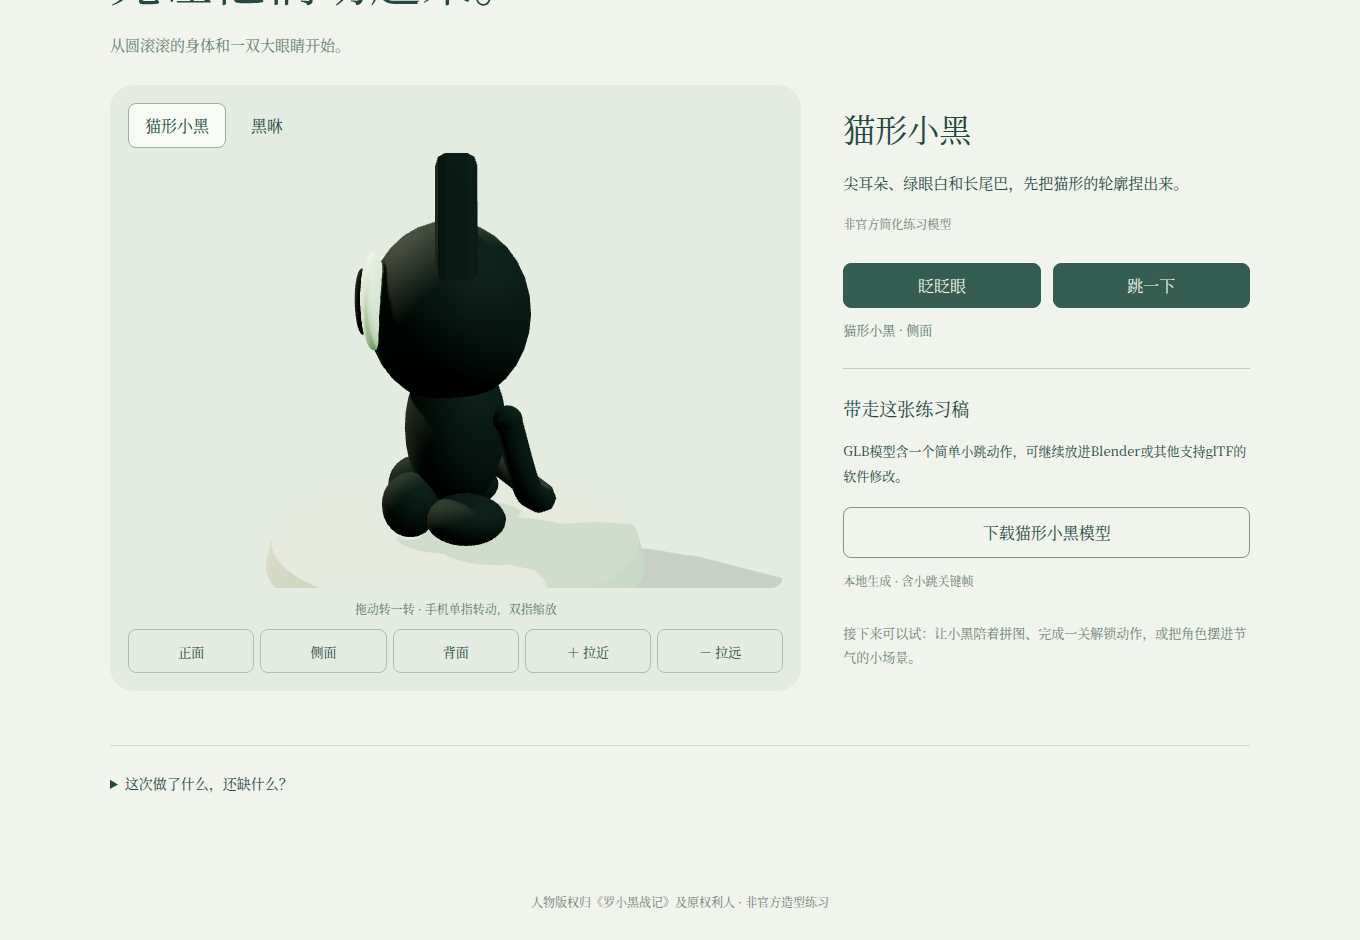 从圆滚滚的身体和一双大眼睛开始。
猫形小黑
黑咻
猫形小黑
尖耳朵、绿眼白和长尾巴，先把猫形的轮廓捏出来。
非官方简化练习模型
眨眨眼
跳一下
猫形小黑 · 侧面
带走这张练习稿
GLB模型含一个简单小跳动作，可继续放进Blender或其他支持glTF的
软件修改。
下载猫形小黑模型
本地生成 · 含小跳关键帧
接下来可以试：让小黑陪着拼图、完成一关解锁动作，或把角色摆进节
气的小场景。
拖动转一转 · 手机单指转动，双指缩放
正面
侧面
背面
＋ 拉近
－ 拉远
▶ 这次做了什么，还缺什么？
人物版权归《罗小黑战记》及原权利人 · 非官方造型练习